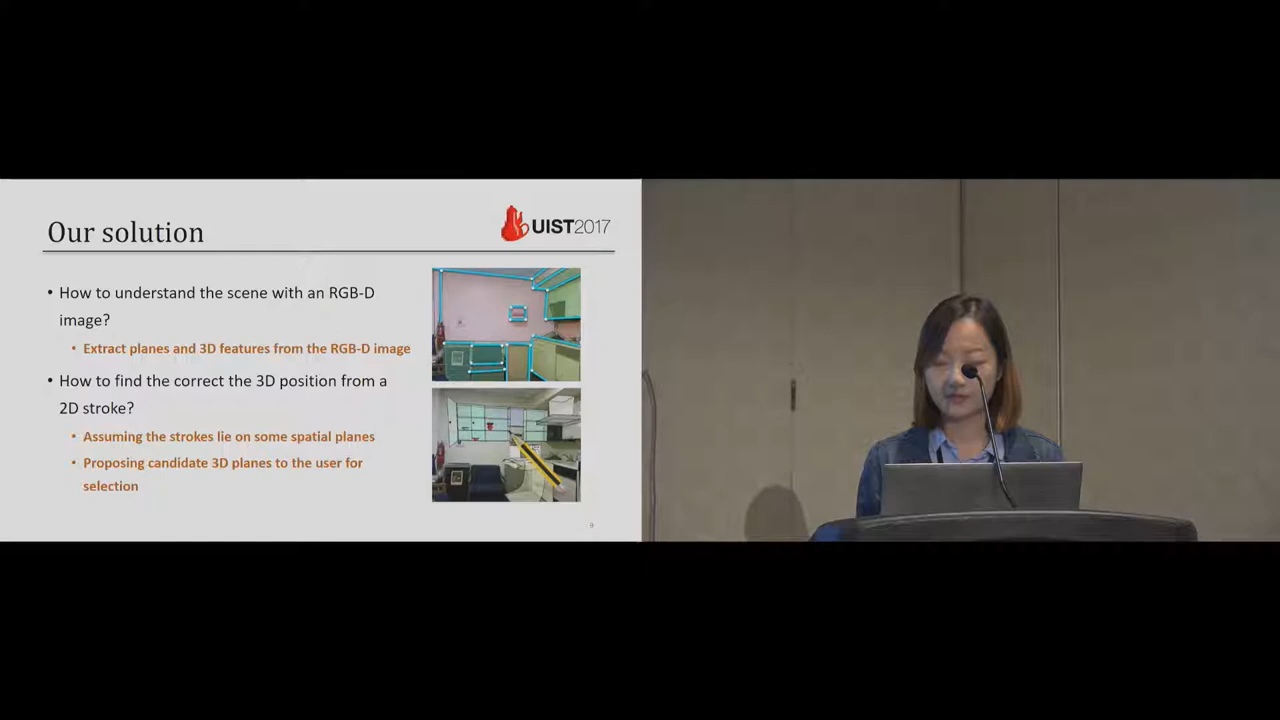 Our solution
UIST2017
• How to understand the scene with an RGB-D
image?
• Extract planes and 3D features from the RGB-D image
• How to find the correct the 3D position from a
2D stroke?
• Assuming the strokes lie on some spatial planes
• Proposing candidate 3D planes to the user for
selection
9